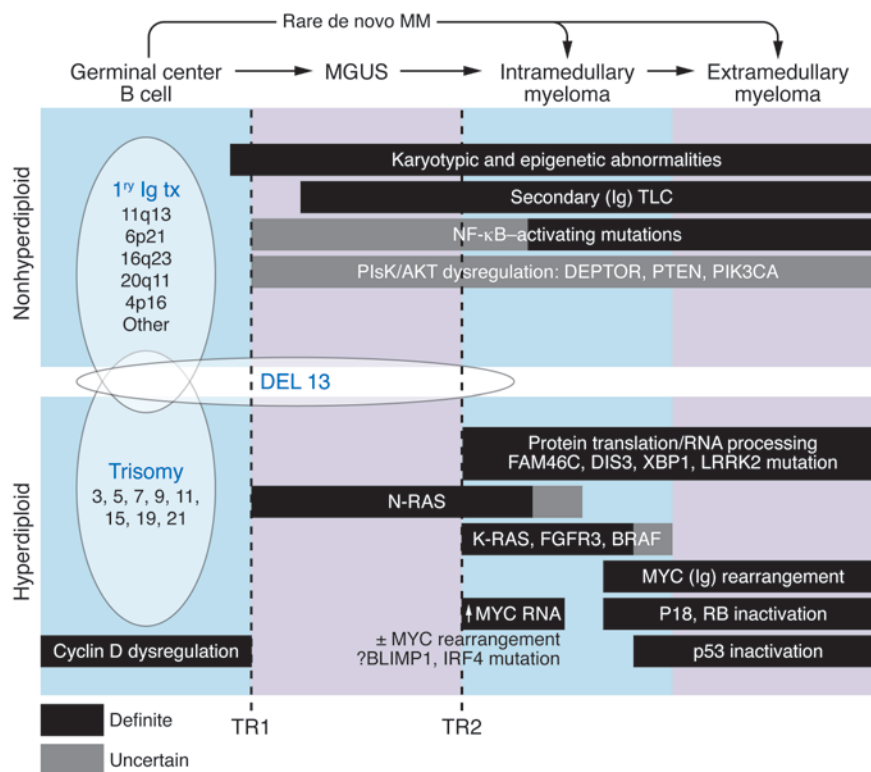 Rare de novo MM
Germinal center
B cell
MGUS
Intramedullary
myeloma
Extramedullary
myeloma
Nonhyperdiploid
Karyotypic and epigenetic abnormalities
1ry Ig tx
11q13
6p21
16q23
20q11
4p16
Other
Secondary (Ig) TLC
NF-κB–activating mutations
PIsK/AKT dysregulation: DEPTOR, PTEN, PIK3CA
DEL 13
Hyperdiploid
Trisomy
3, 5, 7, 9, 11,
15, 19, 21
Protein translation/RNA processing
FAM46C, DIS3, XBP1, LRRK2 mutation
N-RAS
K-RAS, FGFR3, BRAF
MYC (Ig) rearrangement
↑MYC RNA
P18, RB inactivation
± MYC rearrangement
?BLIMP1, IRF4 mutation
Cyclin D dysregulation
p53 inactivation
Definite
Uncertain
TR1
TR2